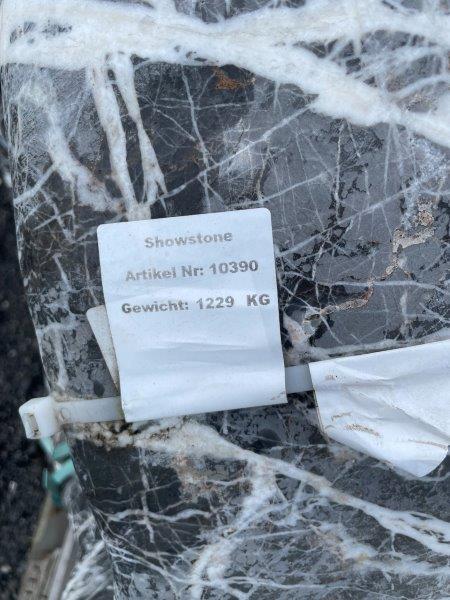 Showstone
Artikel Nr: 10390
Gewicht: 1229 KG